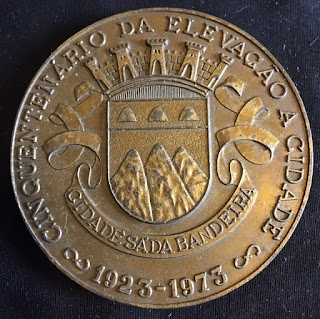 CINQUENTENÁRIO DA ELEVAÇÃO A CIDADE
CIDADE SÁ DA BANDEIRA
1923-1973